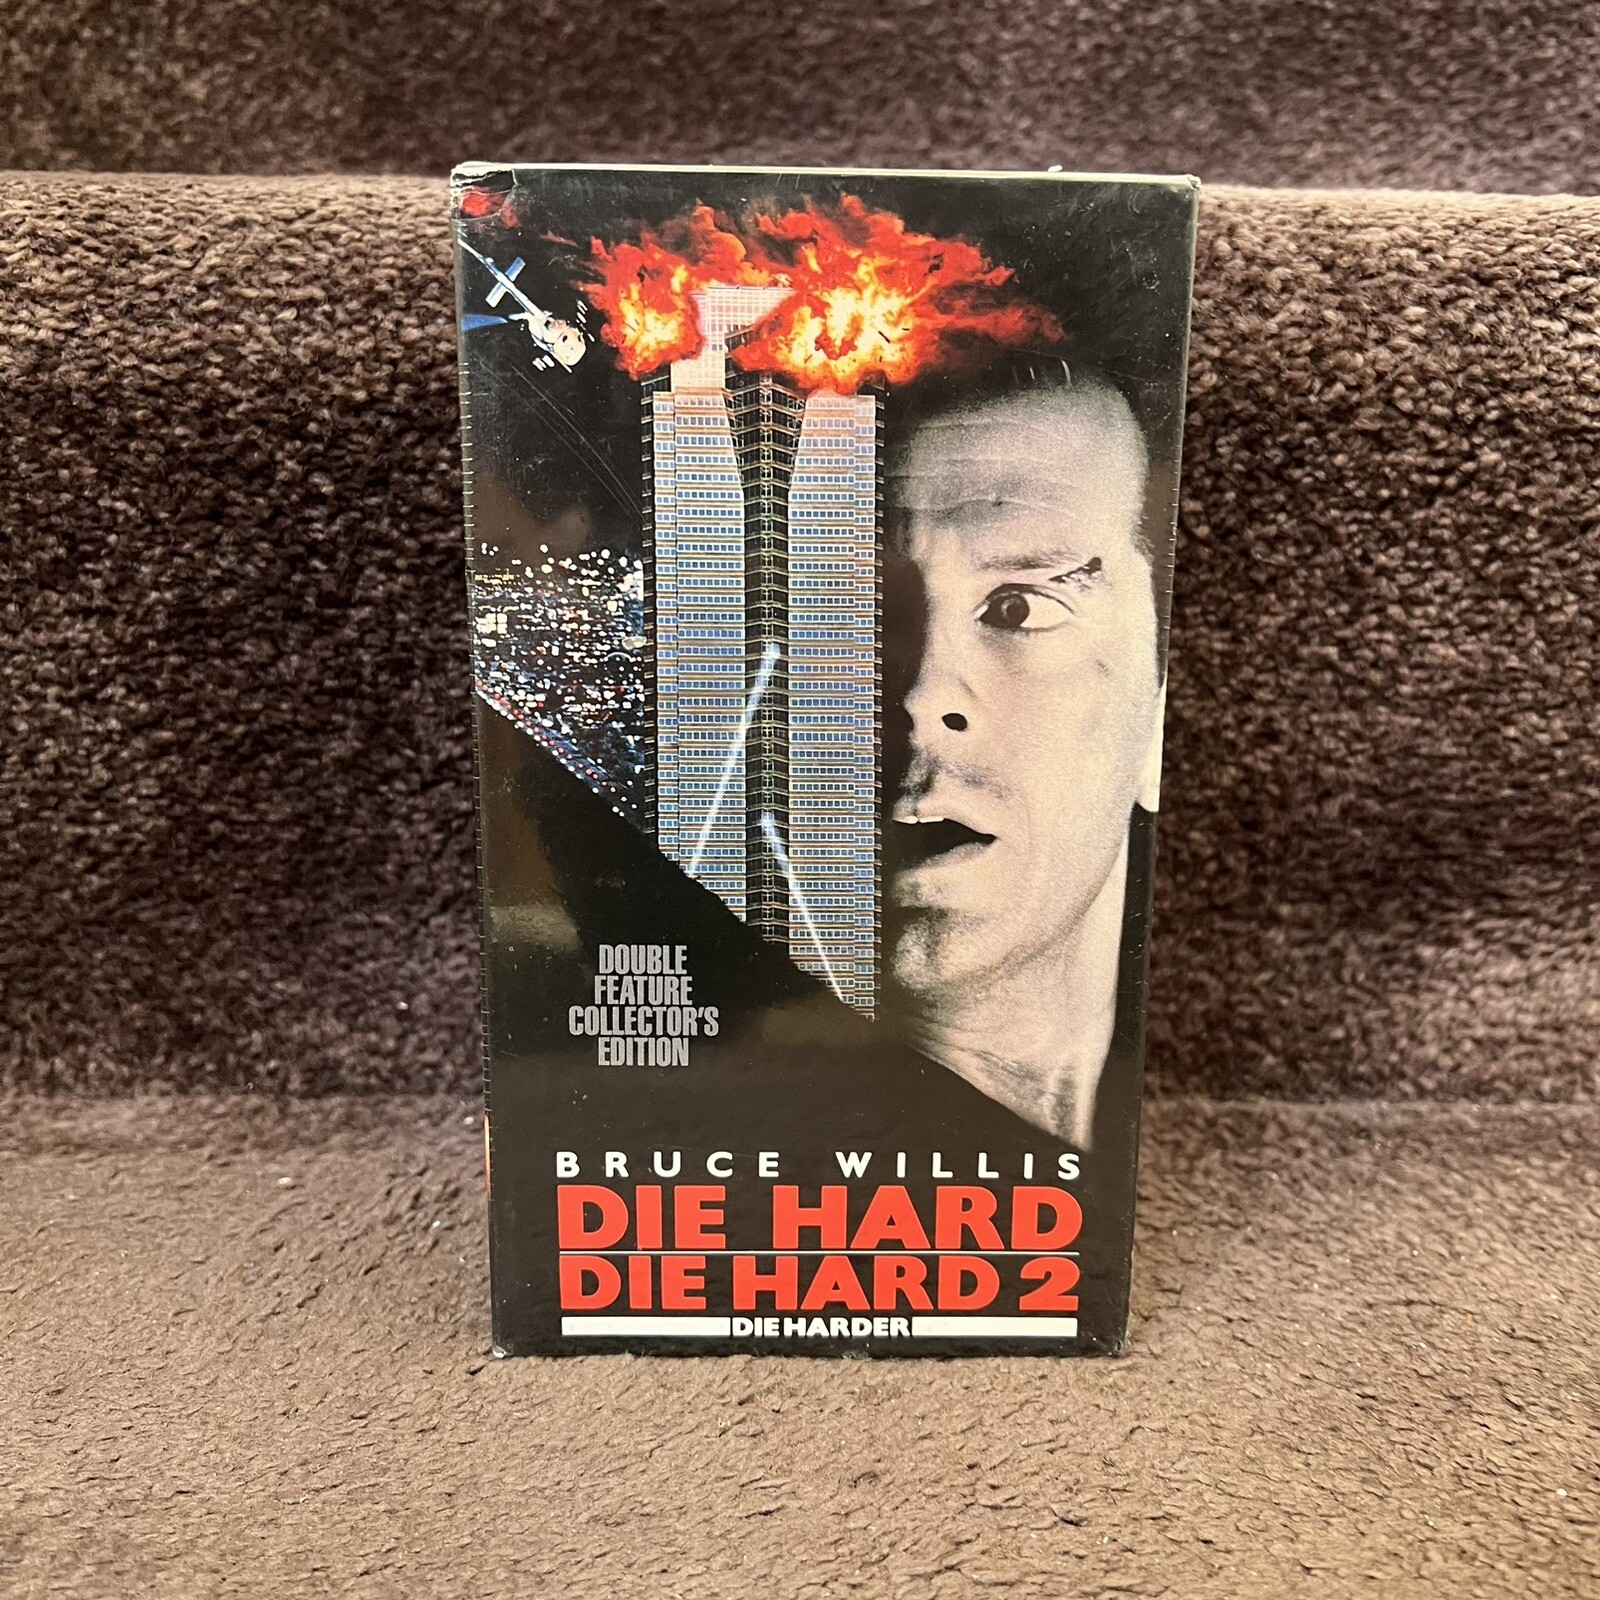 DOUBLE
FEATURE
COLLECTOR'S
EDITION
BRUCE WILLIS
DIE HARD
DIE HARD 2
DIE HARDER